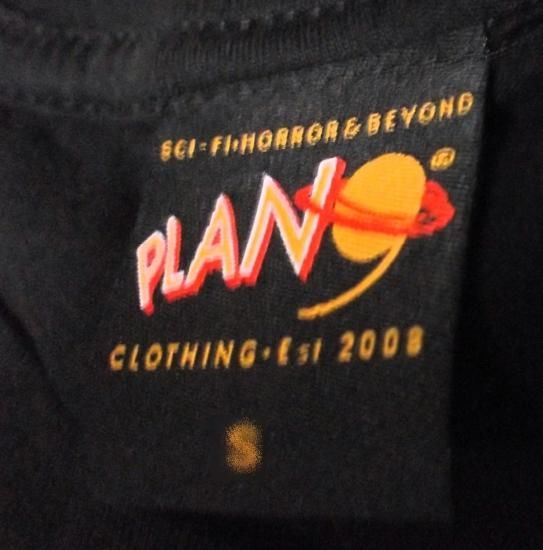 SCI-FI·HORROR & BEYOND
PLAN 9 ®
CLOTHING·Est 2008
S